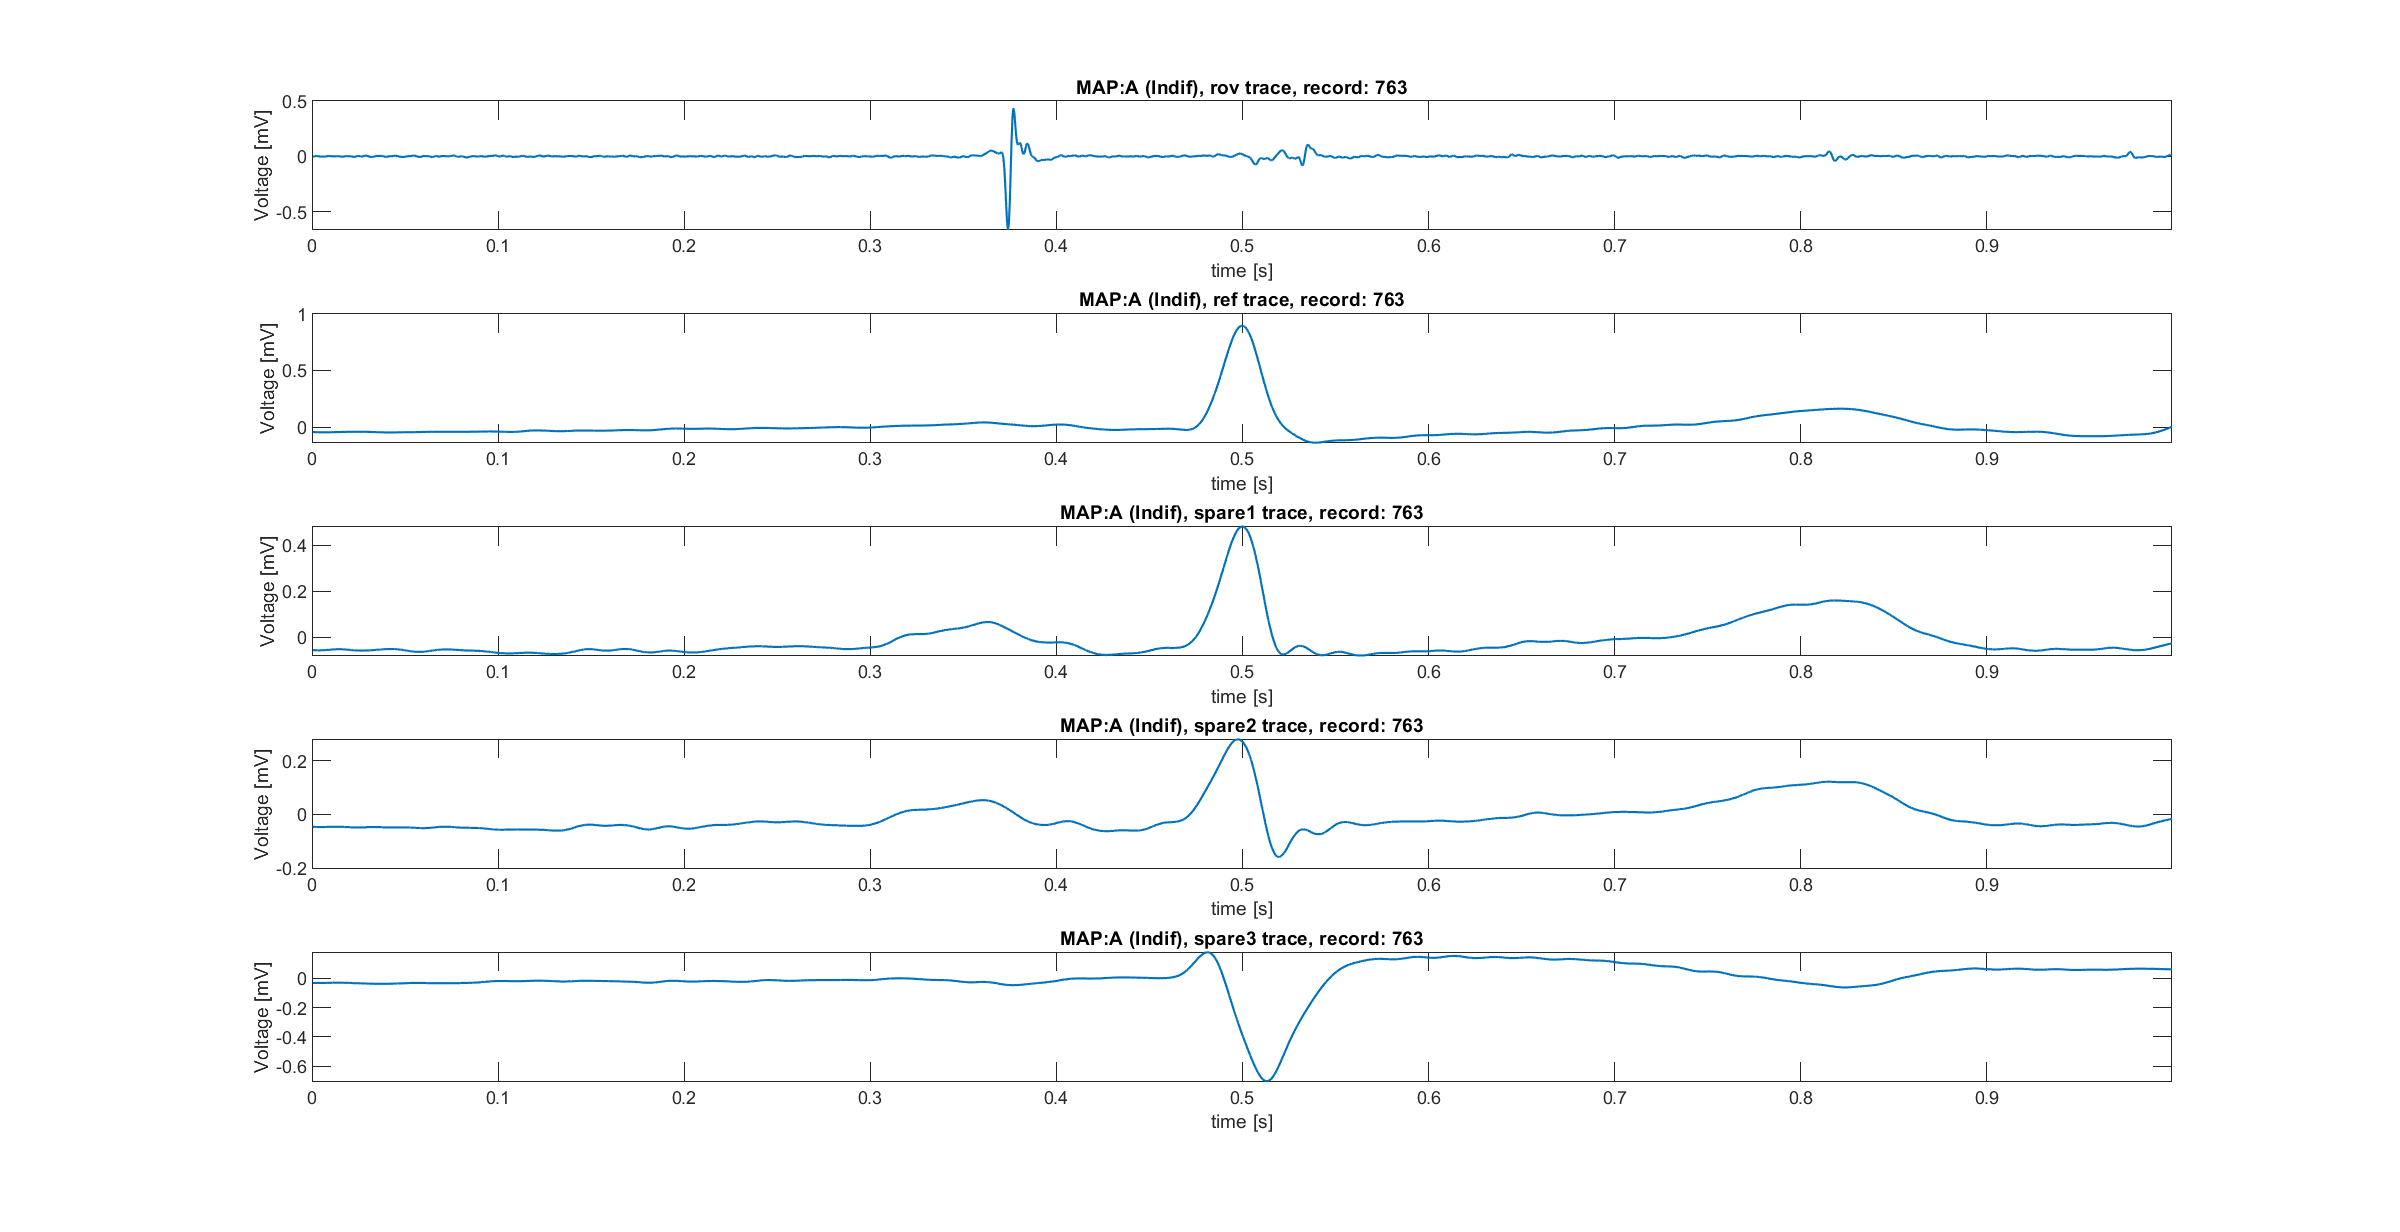 MAP:A (Indif), rov trace, record: 763
Voltage [mV]
0.5
0
-0.5
0 0.1 0.2 0.3 0.4 0.5 0.6 0.7 0.8 0.9
time [s]
MAP:A (Indif), ref trace, record: 763
Voltage [mV]
1
0.5
0
0 0.1 0.2 0.3 0.4 0.5 0.6 0.7 0.8 0.9
time [s]
MAP:A (Indif), spare1 trace, record: 763
Voltage [mV]
0.4
0.2
0
0 0.1 0.2 0.3 0.4 0.5 0.6 0.7 0.8 0.9
time [s]
MAP:A (Indif), spare2 trace, record: 763
Voltage [mV]
0.2
0
-0.2
0 0.1 0.2 0.3 0.4 0.5 0.6 0.7 0.8 0.9
time [s]
MAP:A (Indif), spare3 trace, record: 763
Voltage [mV]
0
-0.2
-0.4
-0.6
0 0.1 0.2 0.3 0.4 0.5 0.6 0.7 0.8 0.9
time [s]